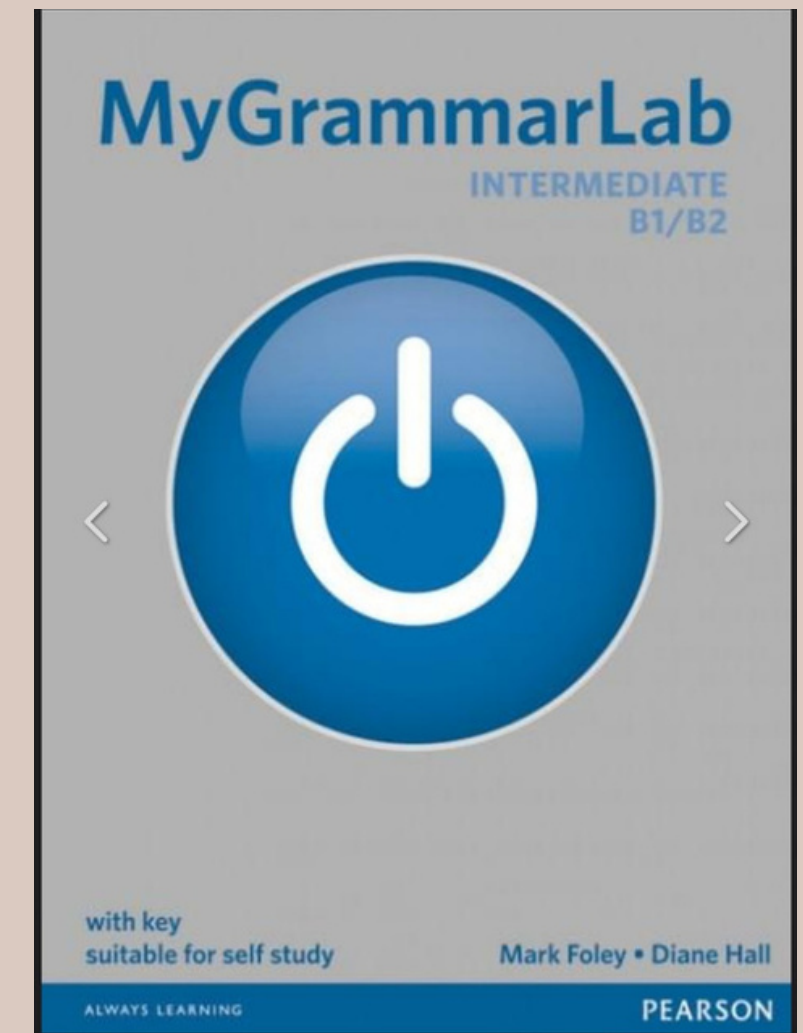 MyGrammarLab
INTERMEDIATE
B1/B2
with key
suitable for self study
Mark Foley • Diane Hall
ALWAYS LEARNING
PEARSON